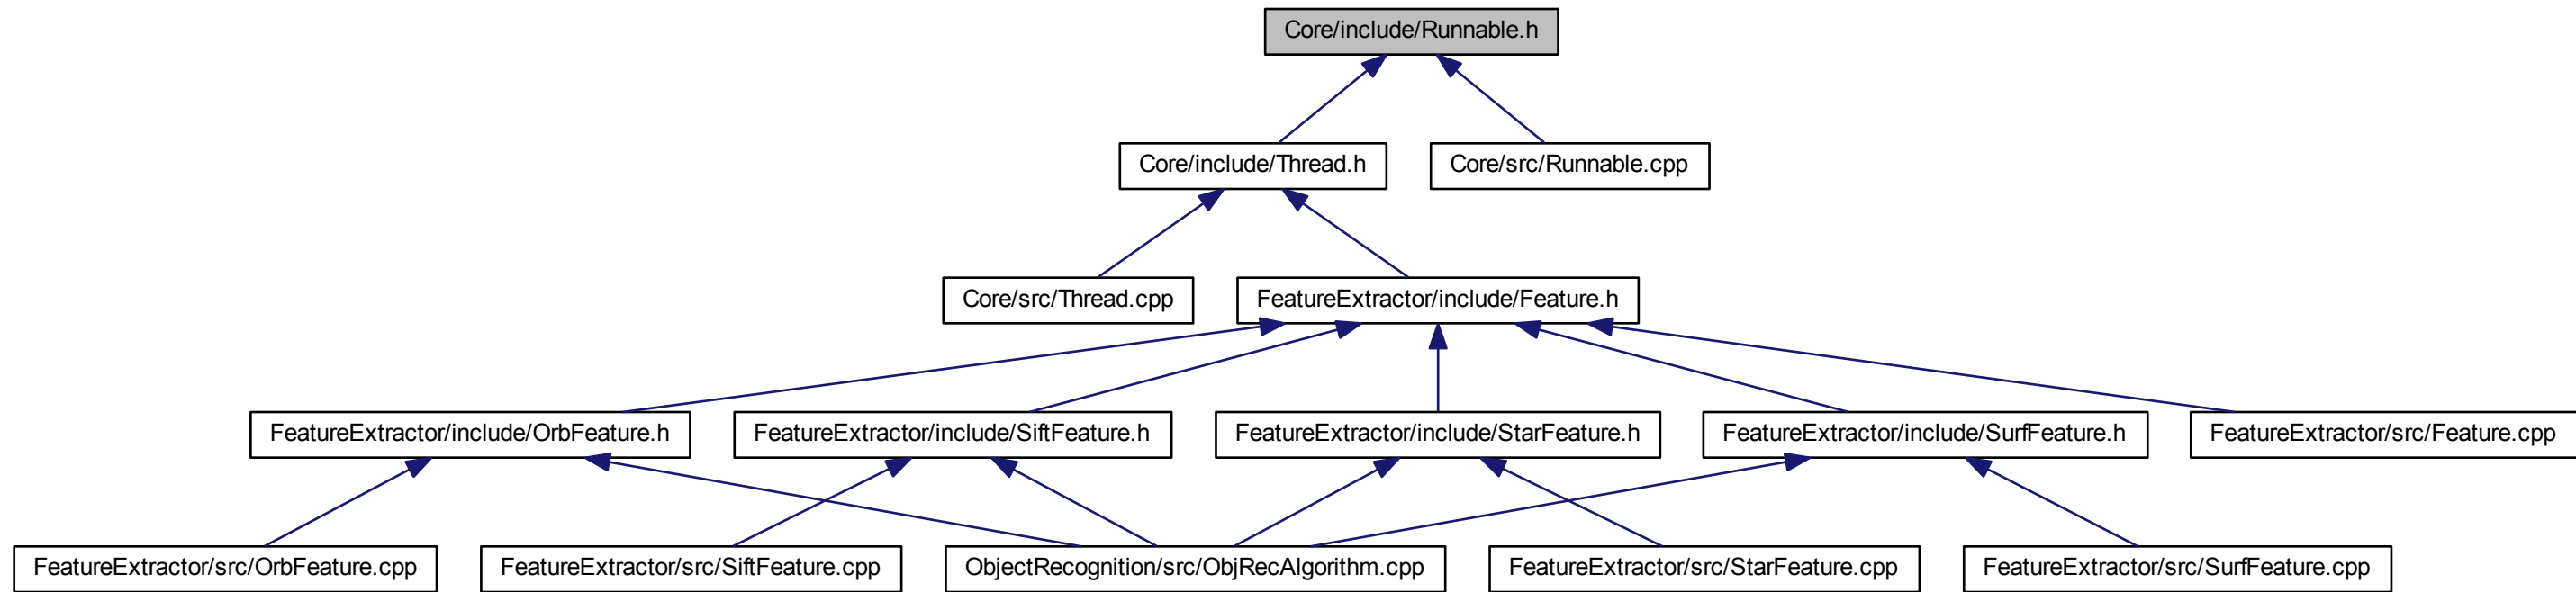 Core/include/Runnable.h
Core/include/Thread.h
Core/src/Runnable.cpp
Core/src/Thread.cpp
FeatureExtractor/include/Feature.h
FeatureExtractor/include/OrbFeature.h
FeatureExtractor/include/SiftFeature.h
FeatureExtractor/include/StarFeature.h
FeatureExtractor/include/SurfFeature.h
FeatureExtractor/src/Feature.cpp
FeatureExtractor/src/OrbFeature.cpp
FeatureExtractor/src/SiftFeature.cpp
ObjectRecognition/src/ObjRecAlgorithm.cpp
FeatureExtractor/src/StarFeature.cpp
FeatureExtractor/src/SurfFeature.cpp